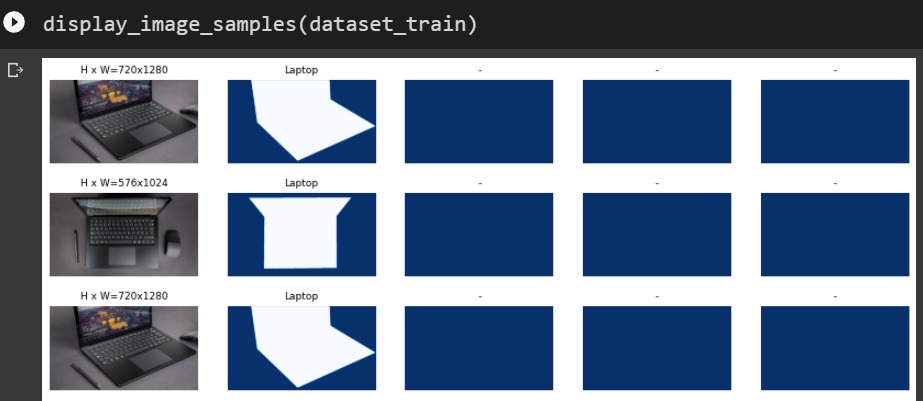 display_image_samples(dataset_train)
H x W=720x1280 Laptop - - -
H x W=576x1024 Laptop - - -
H x W=720x1280 Laptop - - -